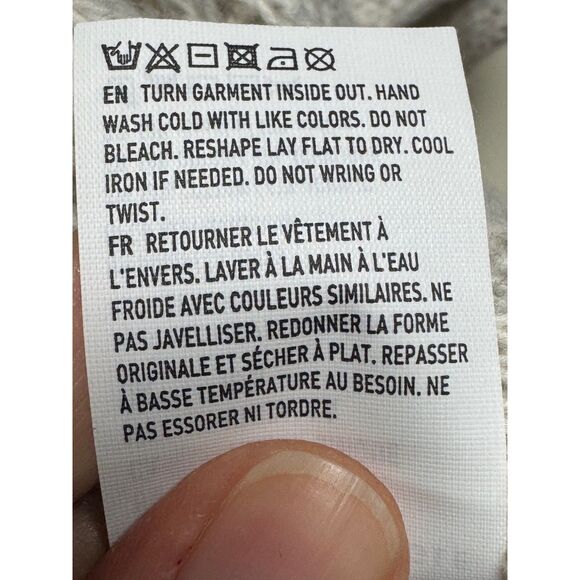 EN TURN GARMENT INSIDE OUT. HAND
WASH COLD WITH LIKE COLORS. DO NOT
BLEACH. RESHAPE LAY FLAT TO DRY. COOL
IRON IF NEEDED. DO NOT WRING OR
TWIST.
FR RETOURNER LE VÊTEMENT À
L'ENVERS. LAVER À LA MAIN À L'EAU
FROIDE AVEC COULEURS SIMILAIRES. NE
PAS JAVELLISER. REDONNER LA FORME
ORIGINALE ET SÉCHER À PLAT. REPASSER
À BASSE TEMPÉRATURE AU BESOIN. NE
PAS ESSORER NI TORDRE.